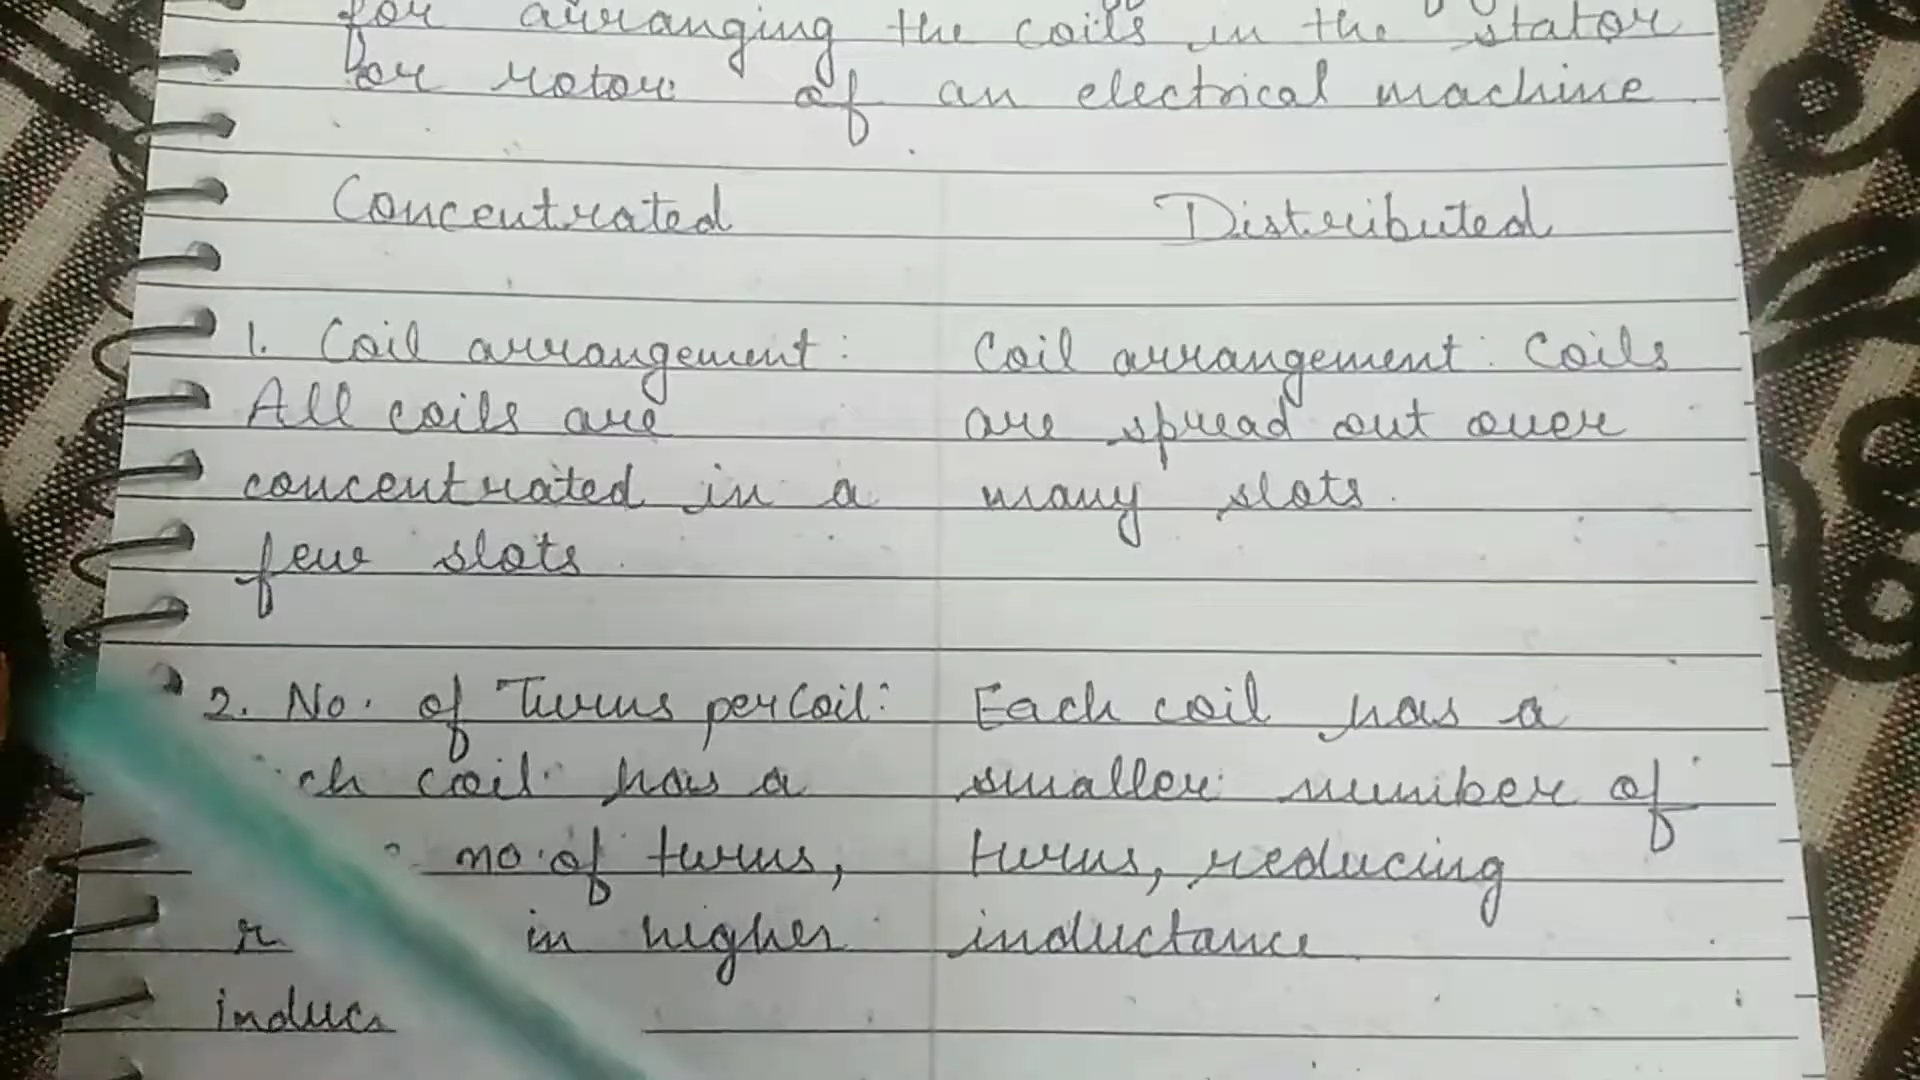 for arranging the coils in the stator
or rotor of an electrical machine
Concentrated
Distributed
1. Coil arrangement:
All coils are
concentrated in a
few slots.
Coil arrangement: Coils
are spread out over
many slots.
2. No. of Turns per Coil:
coil has a
no. of turns,
in higher
Each coil has a
smaller number of
turns, reducing
inductance